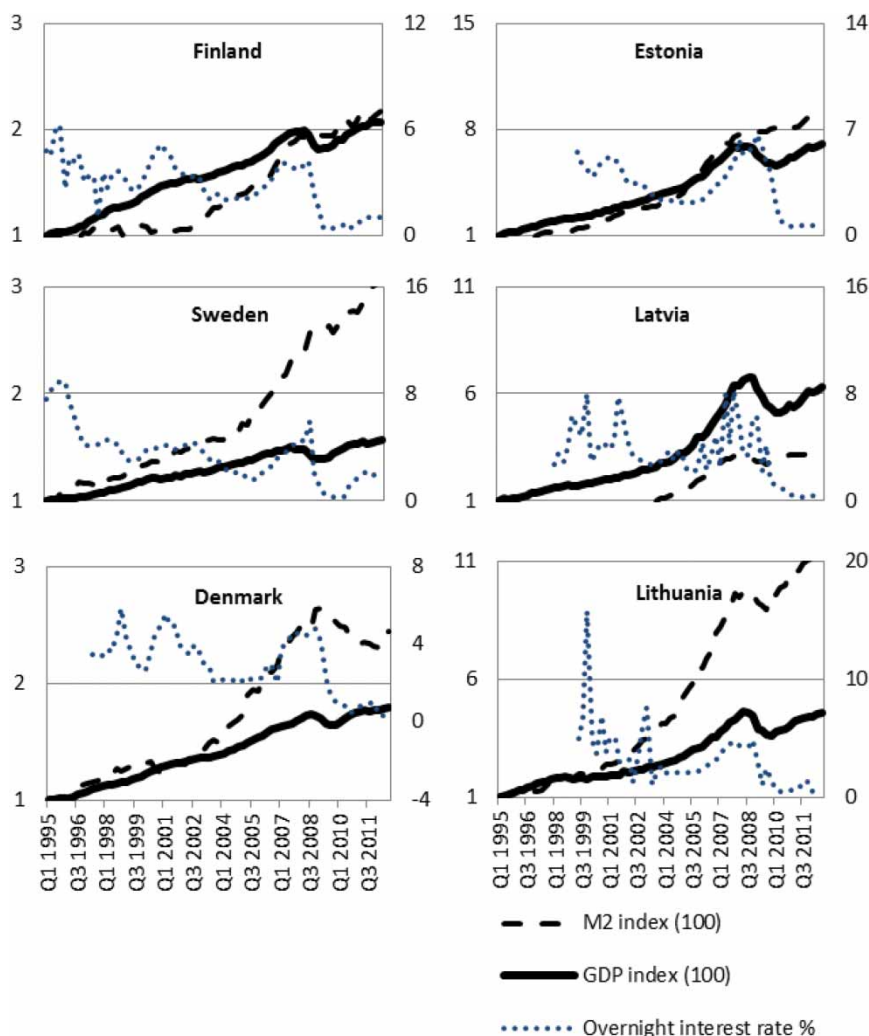 3 12 15 14
Finland Estonia
2 6 8 7
1 0 1 0
3 16 11 16
Sweden Latvia
2 8 6 8
1 0 1 0
3 8 11 20
Denmark Lithuania
4
2 6 10
0
1 -4 1 0
Q1 1995
Q3 1996
Q1 1998
Q3 1999
Q1 2001
Q3 2002
Q1 2004
Q3 2005
Q1 2007
Q3 2008
Q1 2010
Q3 2011
Q1 1995
Q3 1996
Q1 1998
Q3 1999
Q1 2001
Q3 2002
Q1 2004
Q3 2005
Q1 2007
Q3 2008
Q1 2010
Q3 2011
M2 index (100)
GDP index (100)
Overnight interest rate %